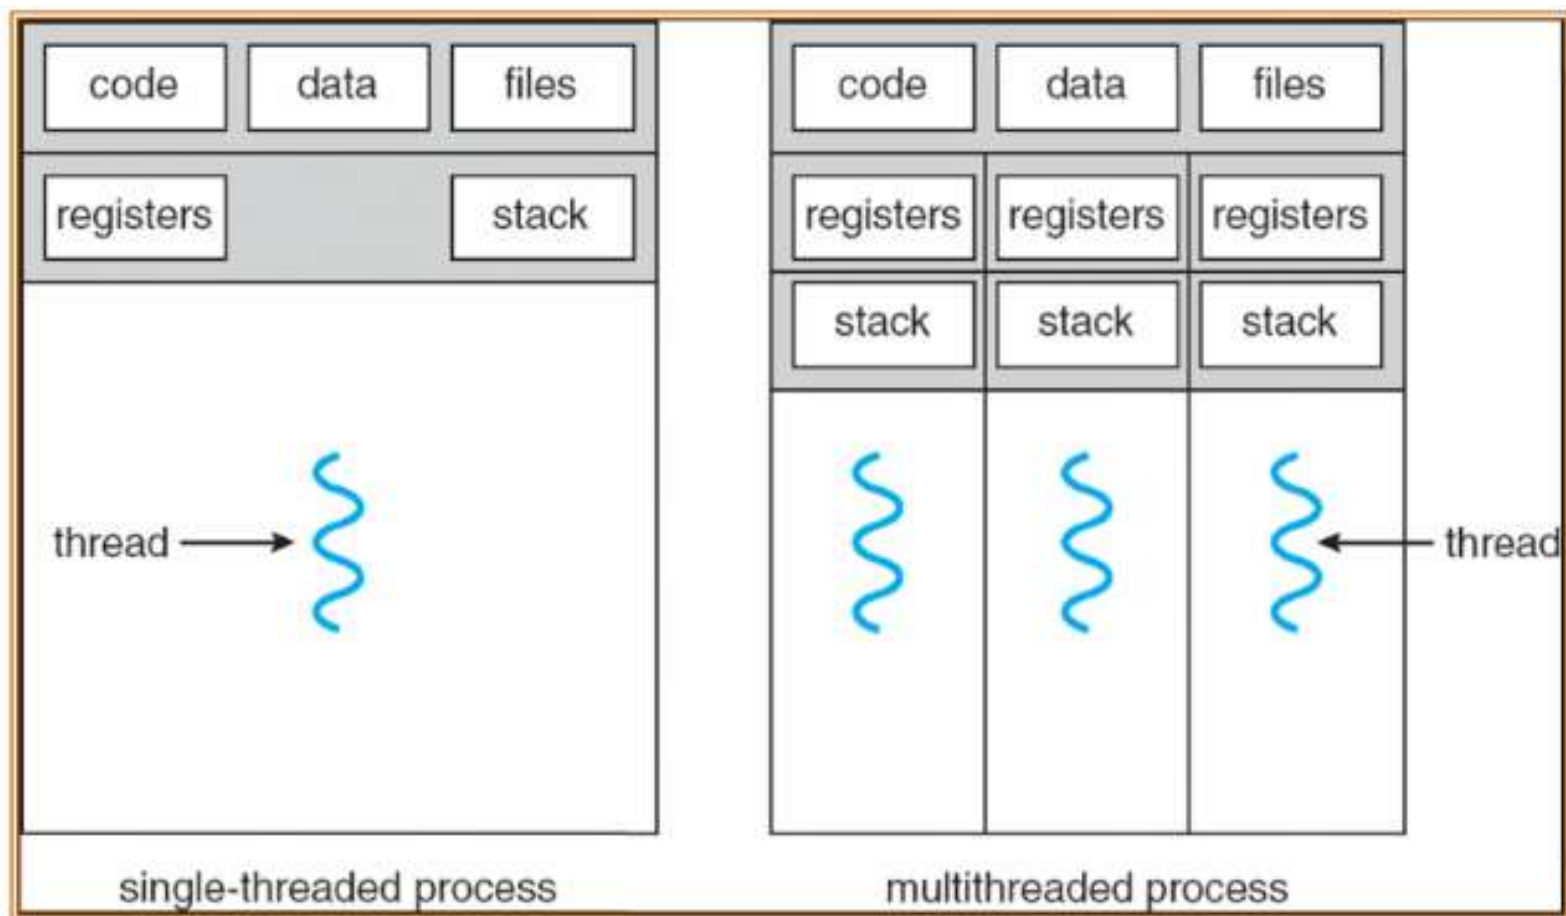 code data files
registers stack
thread
single-threaded process
code data files
registers registers registers
stack stack stack
thread
multithreaded process